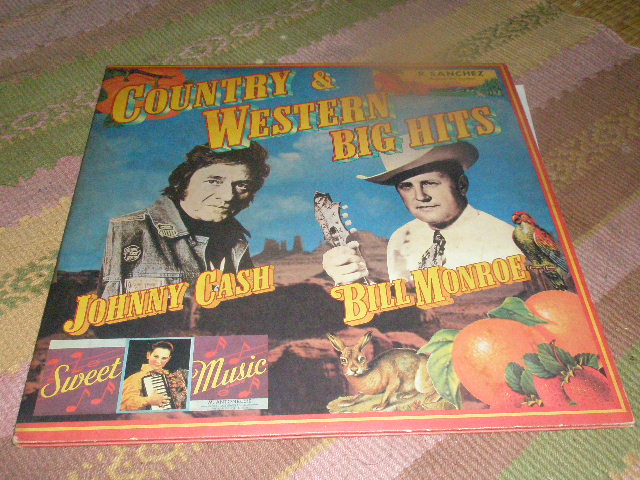 R. SANCHEZ
COUNTRY &
WESTERN
BIG HITS
JOHNNY CASH
BILL MONROE
Sweet
Music